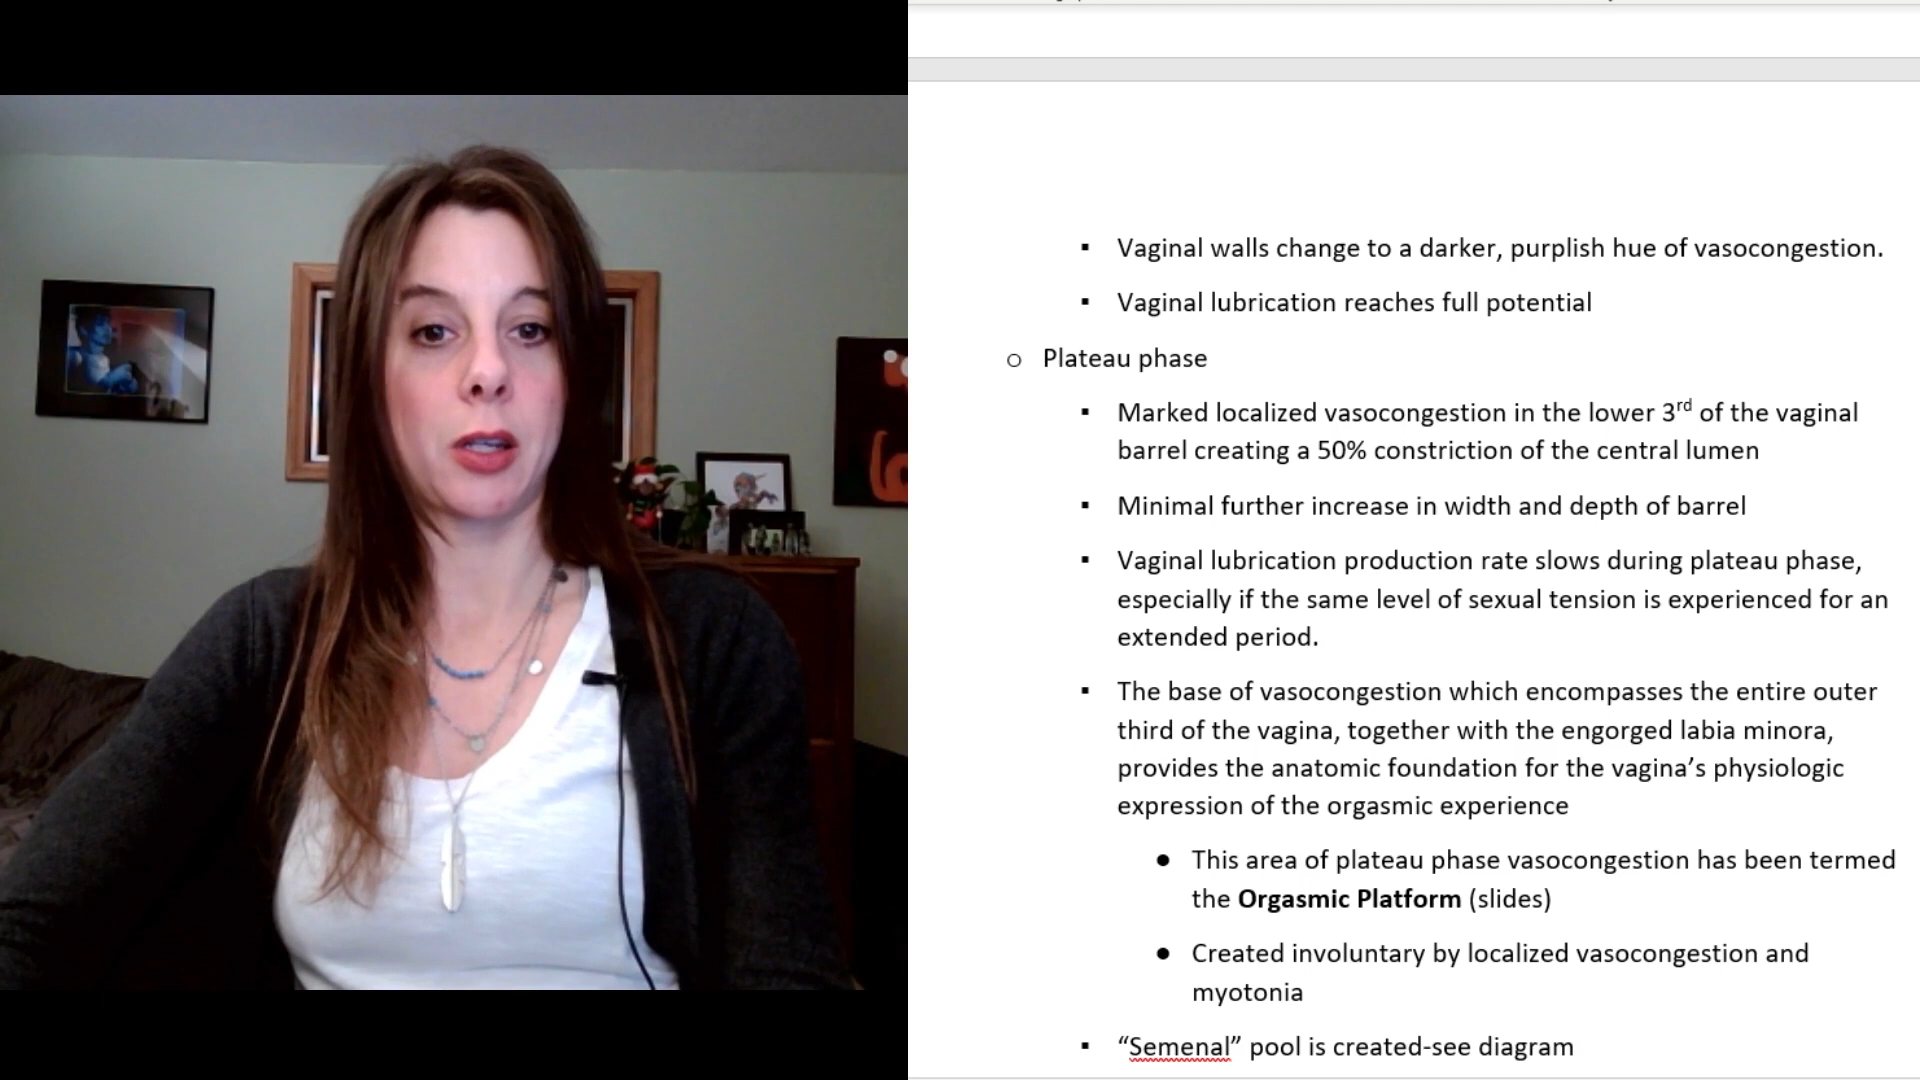 ▪ Vaginal walls change to a darker, purplish hue of vasocongestion.
▪ Vaginal lubrication reaches full potential
o Plateau phase
▪ Marked localized vasocongestion in the lower 3rd of the vaginal
barrel creating a 50% constriction of the central lumen
▪ Minimal further increase in width and depth of barrel
▪ Vaginal lubrication production rate slows during plateau phase,
especially if the same level of sexual tension is experienced for an
extended period.
▪ The base of vasocongestion which encompasses the entire outer
third of the vagina, together with the engorged labia minora,
provides the anatomic foundation for the vagina’s physiologic
expression of the orgasmic experience
● This area of plateau phase vasocongestion has been termed
the Orgasmic Platform (slides)
● Created involuntary by localized vasocongestion and
myotonia
▪ “Semenal” pool is created-see diagram